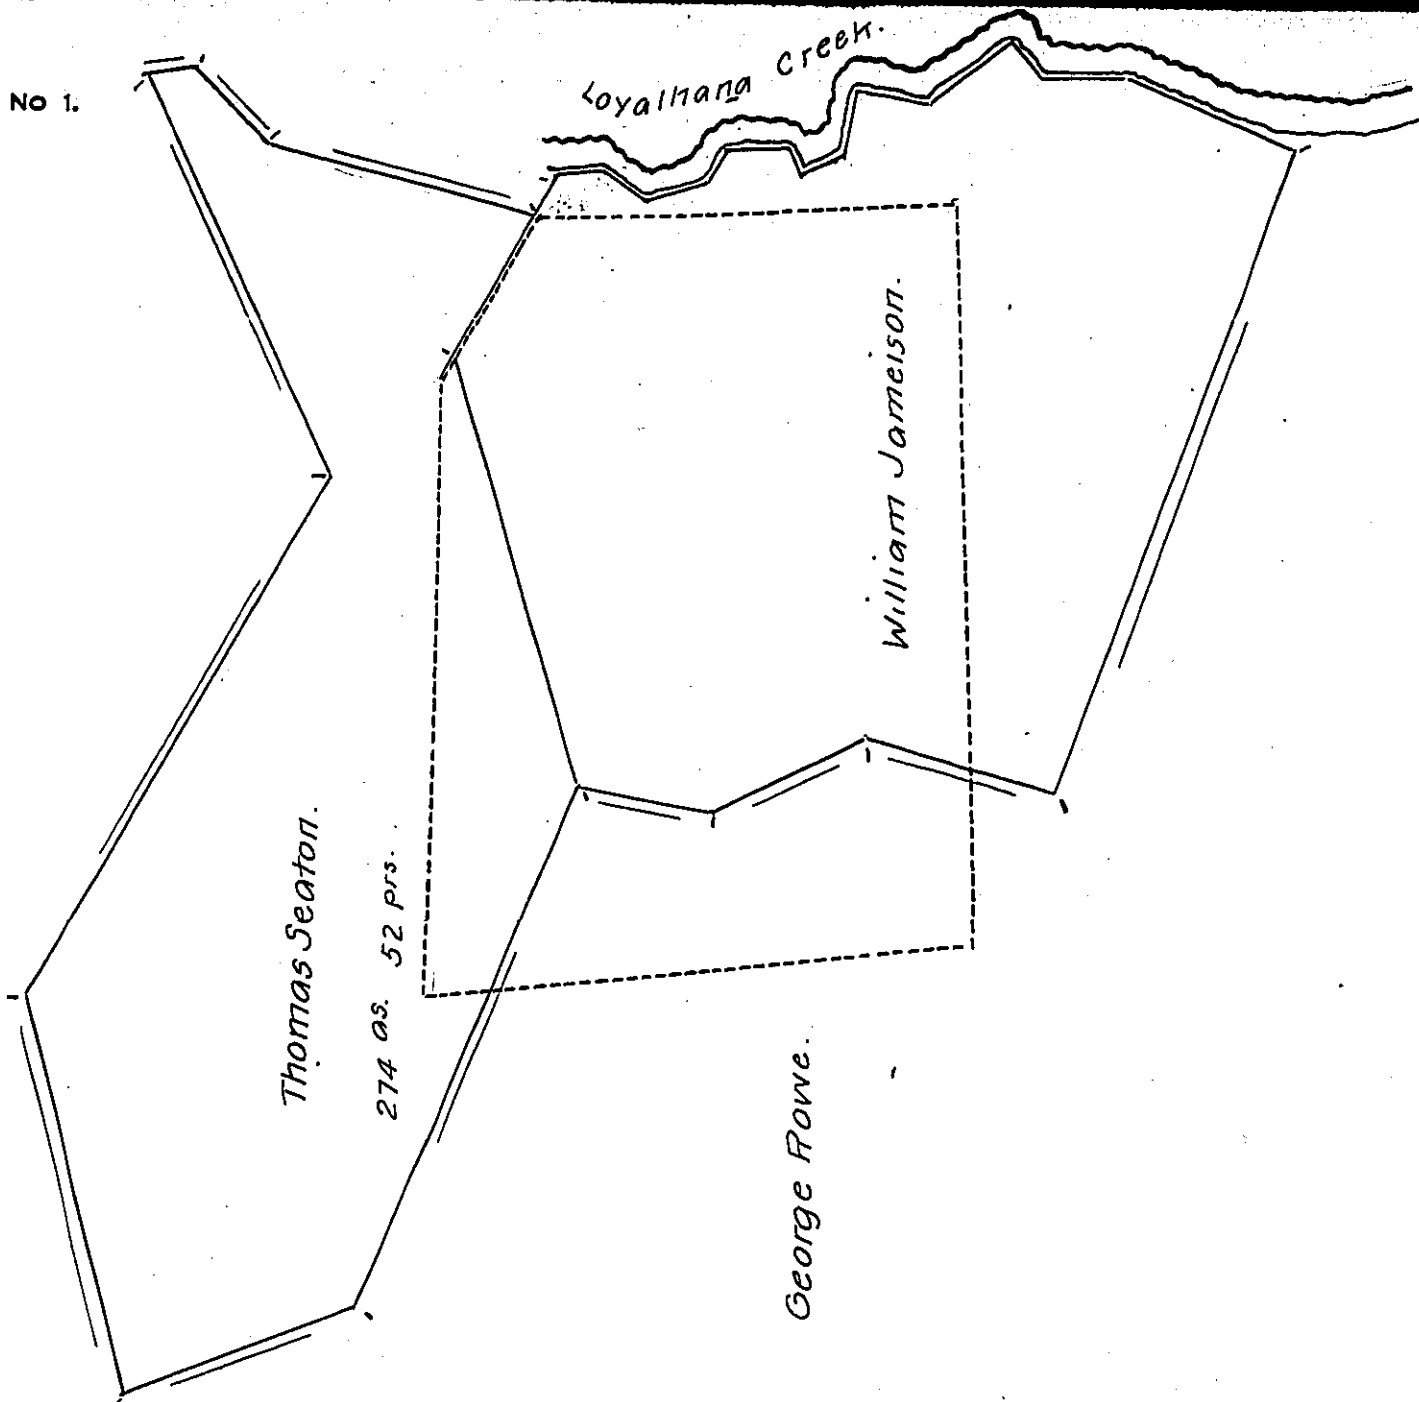 No 1.
Loyalhana Creek.
William Jameison.
Thomas Seaton.
274 as. 52 prs.
George Rowe.